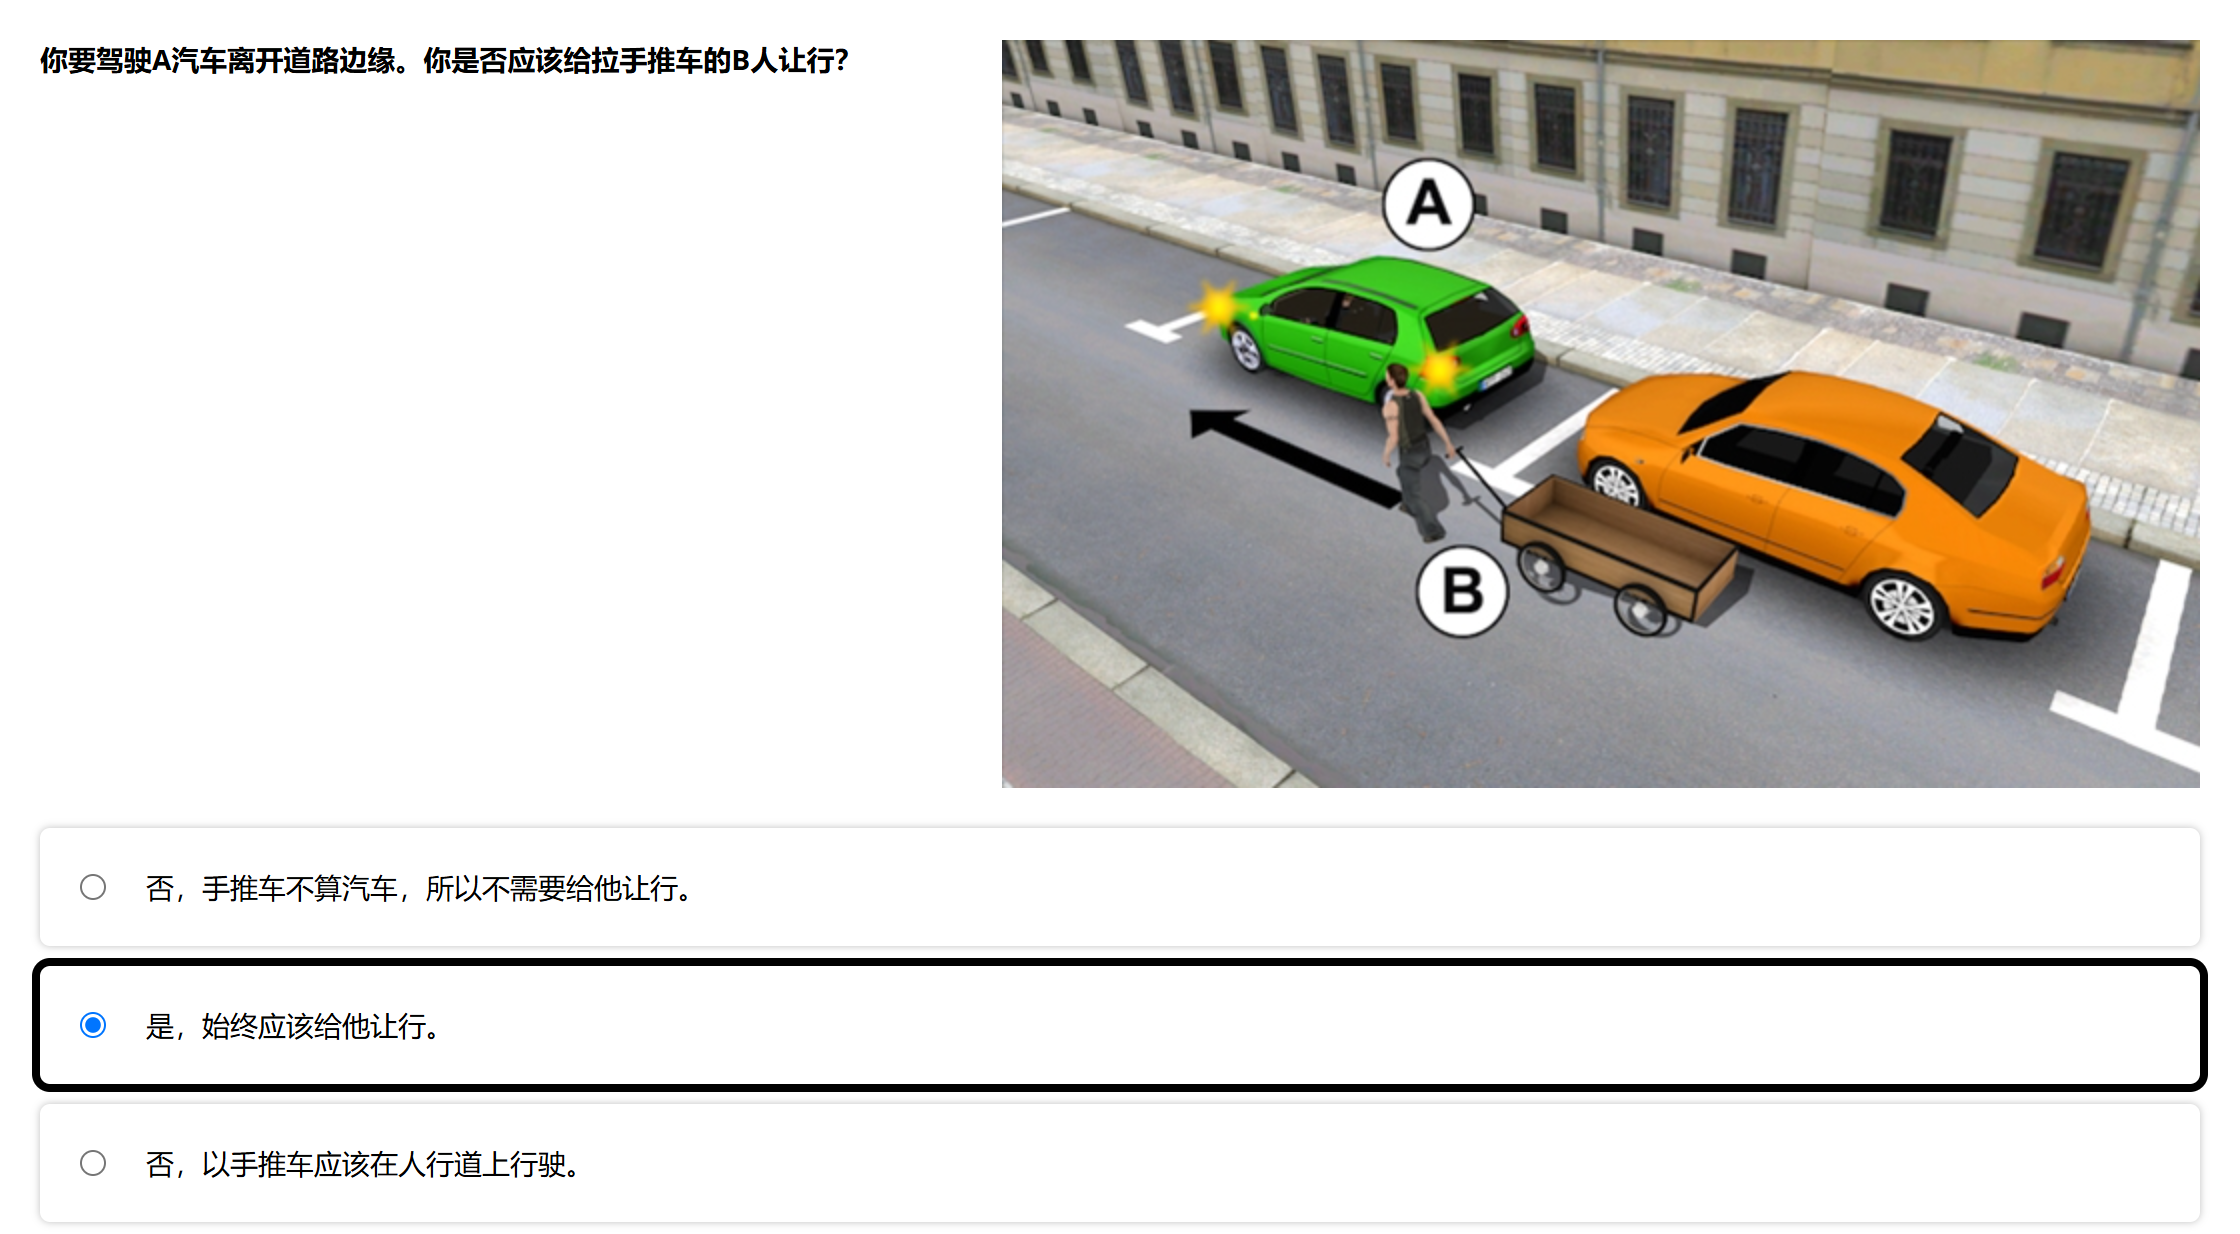 你要驾驶A汽车离开道路边缘。你是否应该给拉手推车的B人让行?
A
B
否，手推车不算汽车，所以不需要给他让行。
是，始终应该给他让行。
否，以手推车应该在人行道上行驶。